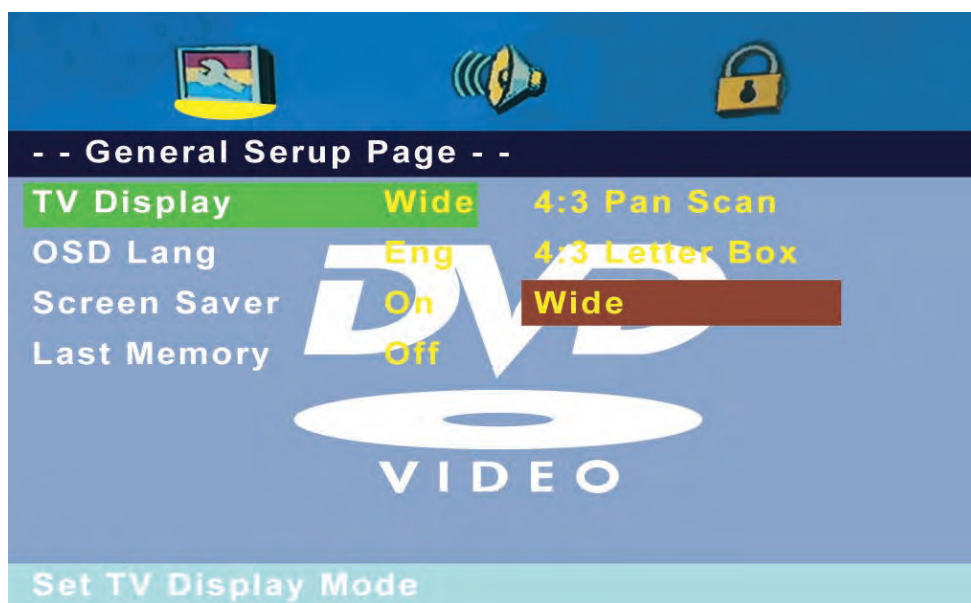 - - General Serup Page - -
TV Display Wide 4:3 Pan Scan
OSD Lang Eng 4:3 Letter Box
Screen Saver On Wide
Last Memory Off
DVD
VIDEO
Set TV Display Mode